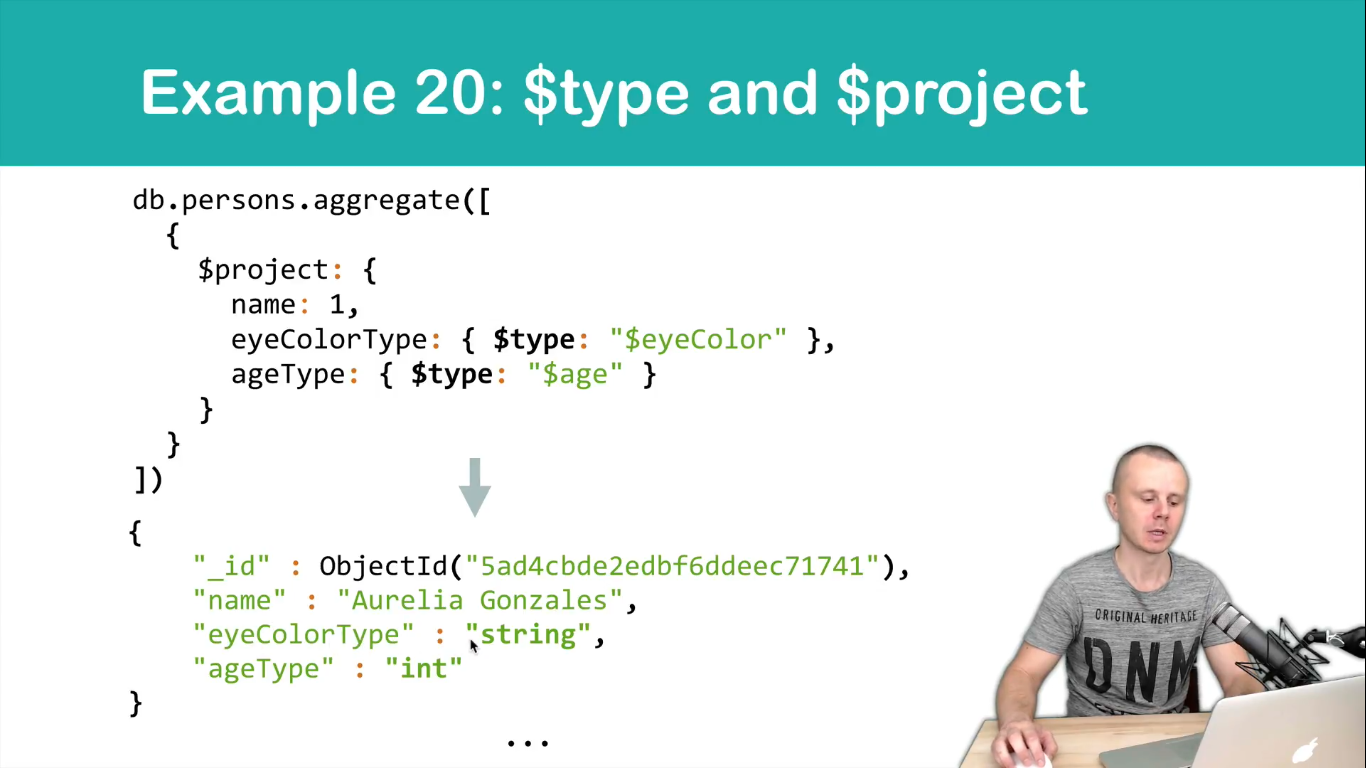 Example 20: $type and $project
db.persons.aggregate([
{
$project: {
name: 1,
eyeColorType: { $type: "$eyeColor" },
ageType: { $type: "$age" }
}
}
])
{
"_id" : ObjectId("5ad4cbde2edbf6ddeec71741"),
"name" : "Aurelia Gonzales",
"eyeColorType" : "string",
"ageType" : "int"
}
...
ORIGINAL HERITAGE
DNM